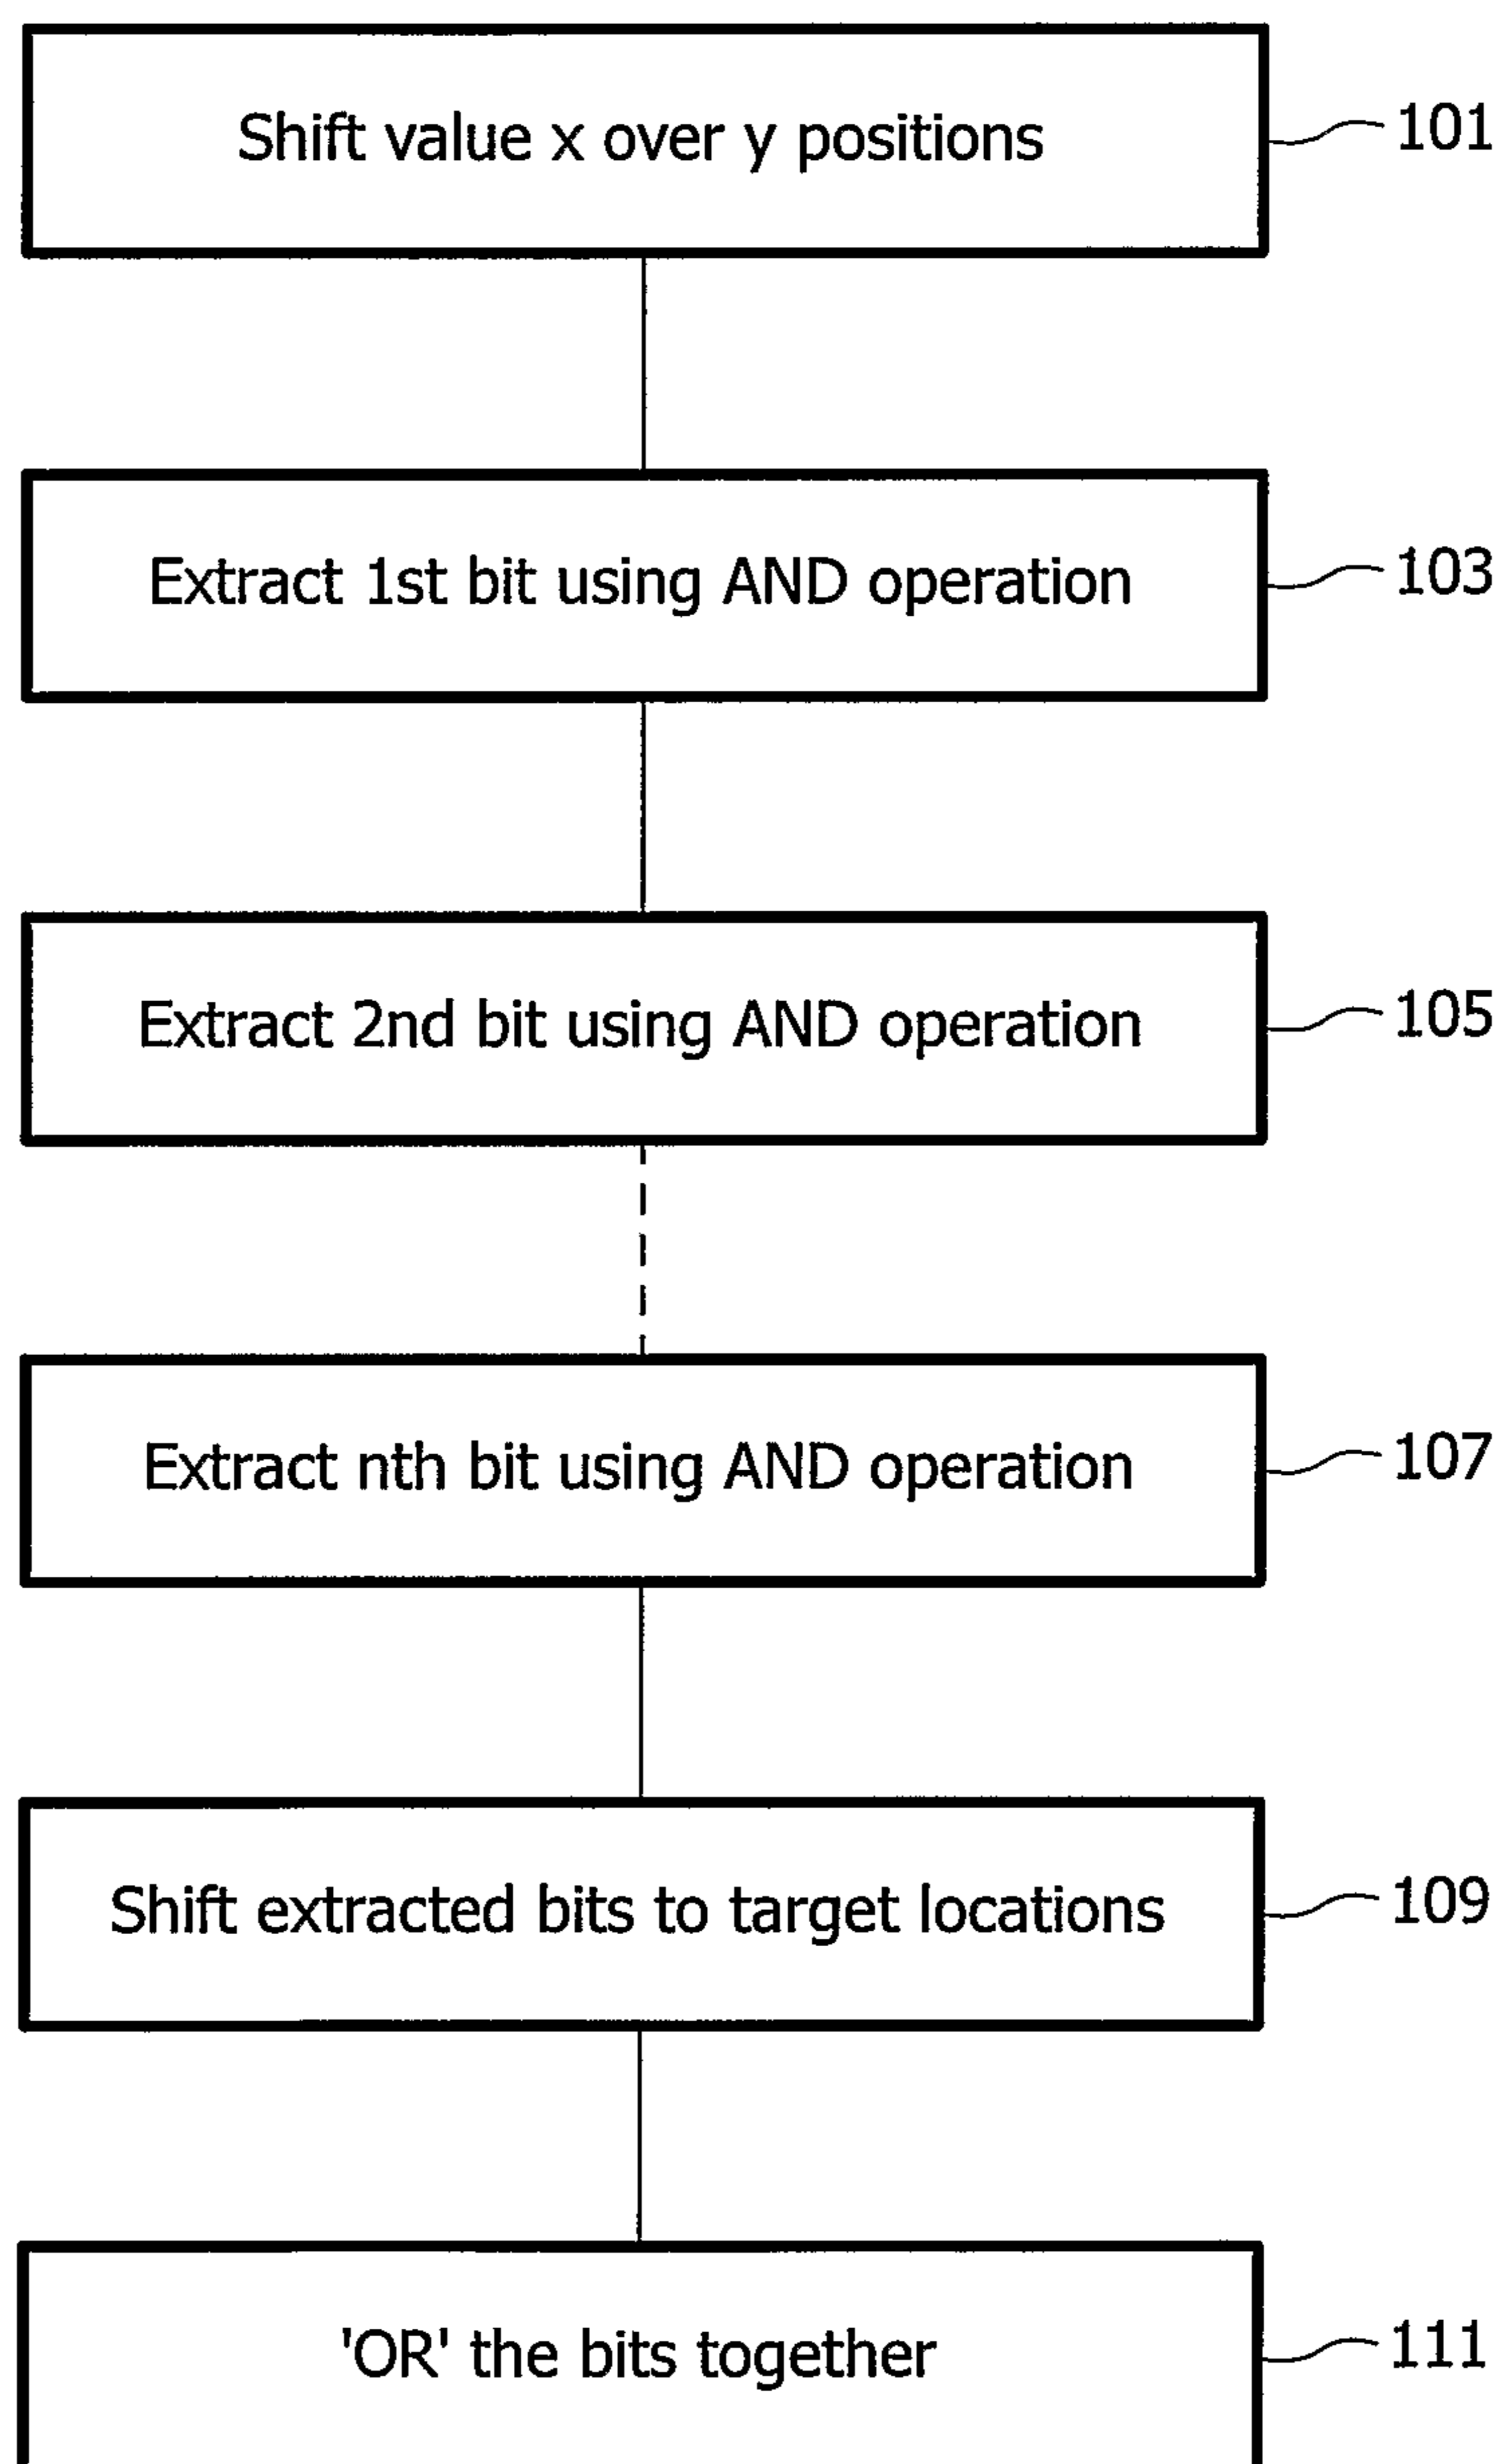 Shift value x over y positions
101
Extract 1st bit using AND operation
103
Extract 2nd bit using AND operation
105
Extract nth bit using AND operation
107
Shift extracted bits to target locations
109
'OR' the bits together
111